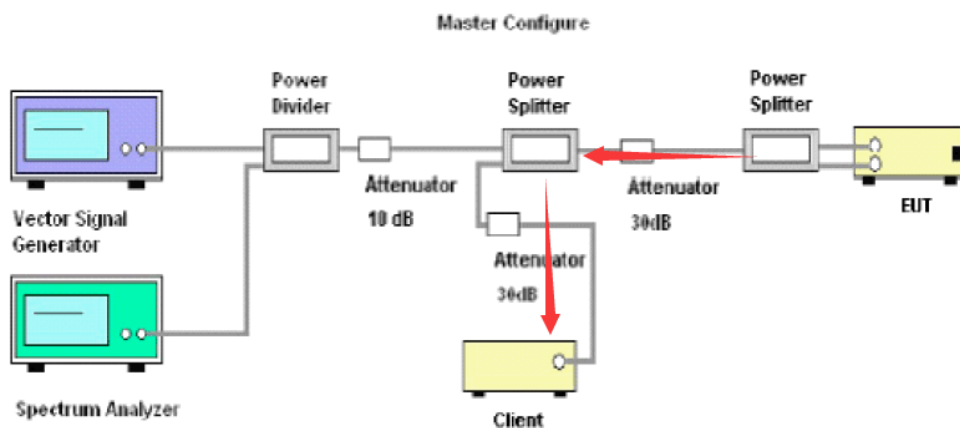 Master Configure
Power
Divider
Power
Splitter
Power
Splitter
Attenuator
10 dB
Attenuator
30dB
EUT
Vector Signal
Generator
Attenuator
30dB
Spectrum Analyzer
Client